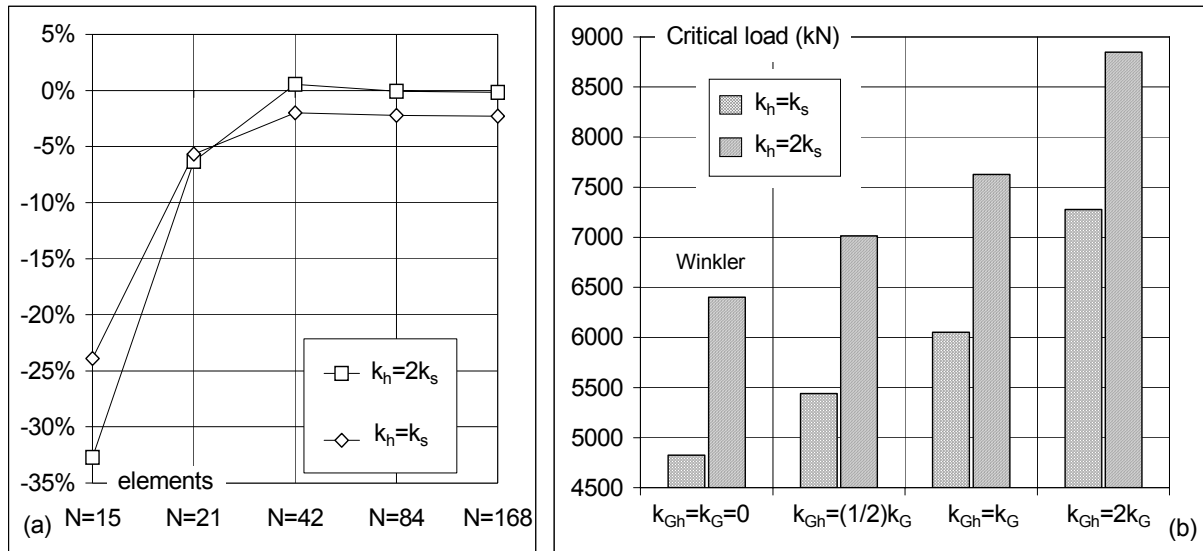 5%
0%
-5%
-10%
-15%
-20%
-25%
-30%
-35%
k_h=2k_s
k_h=k_s
elements
(a) N=15 N=21 N=42 N=84 N=168
Critical load (kN)
9000
8500
8000
7500
7000
6500
6000
5500
5000
4500
k_h=k_s
k_h=2k_s
Winkler
k_Gh=k_G=0 k_Gh=(1/2)k_G k_Gh=k_G k_Gh=2k_G (b)